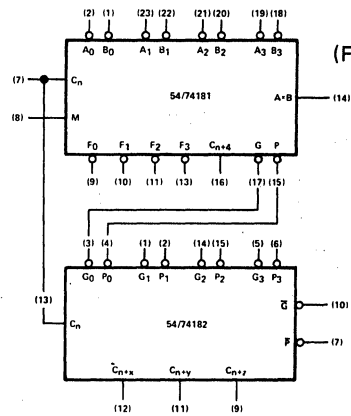 (2) (1) (23) (22) (21) (20) (19) (18)
A0 B0 A1 B1 A2 B2 A3 B3
(F
(7) Cn
54/74181
A=B (14)
(8) M
F0 F1 F2 F3 Cn+4 G P
(9) (10) (11) (13) (16) (17) (15)
(3) (4) (1) (2) (14) (15) (5) (6)
G0 P0 G1 P1 G2 P2 G3 P3
(13)
G̅ (10)
54/74182
Cn
P̅ (7)
Cn+x Cn+y Cn+z
(12) (11) (9)